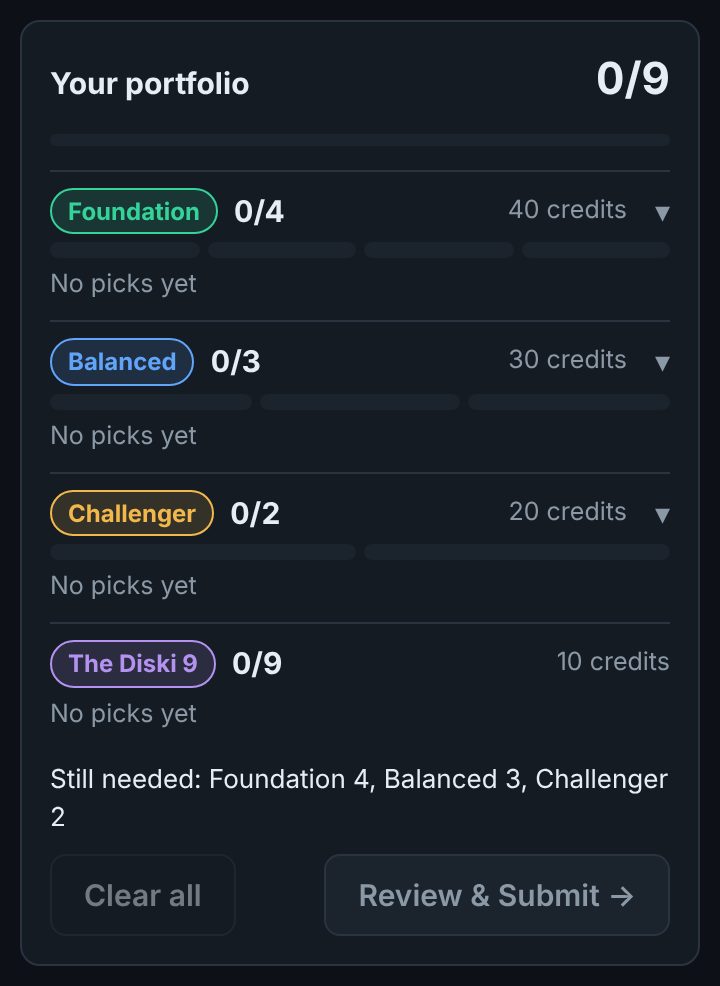 Your portfolio 0/9
Foundation 0/4 40 credits ▼
No picks yet
Balanced 0/3 30 credits ▼
No picks yet
Challenger 0/2 20 credits ▼
No picks yet
The Diski 9 0/9 10 credits
No picks yet
Still needed: Foundation 4, Balanced 3, Challenger
2
Clear all Review & Submit →